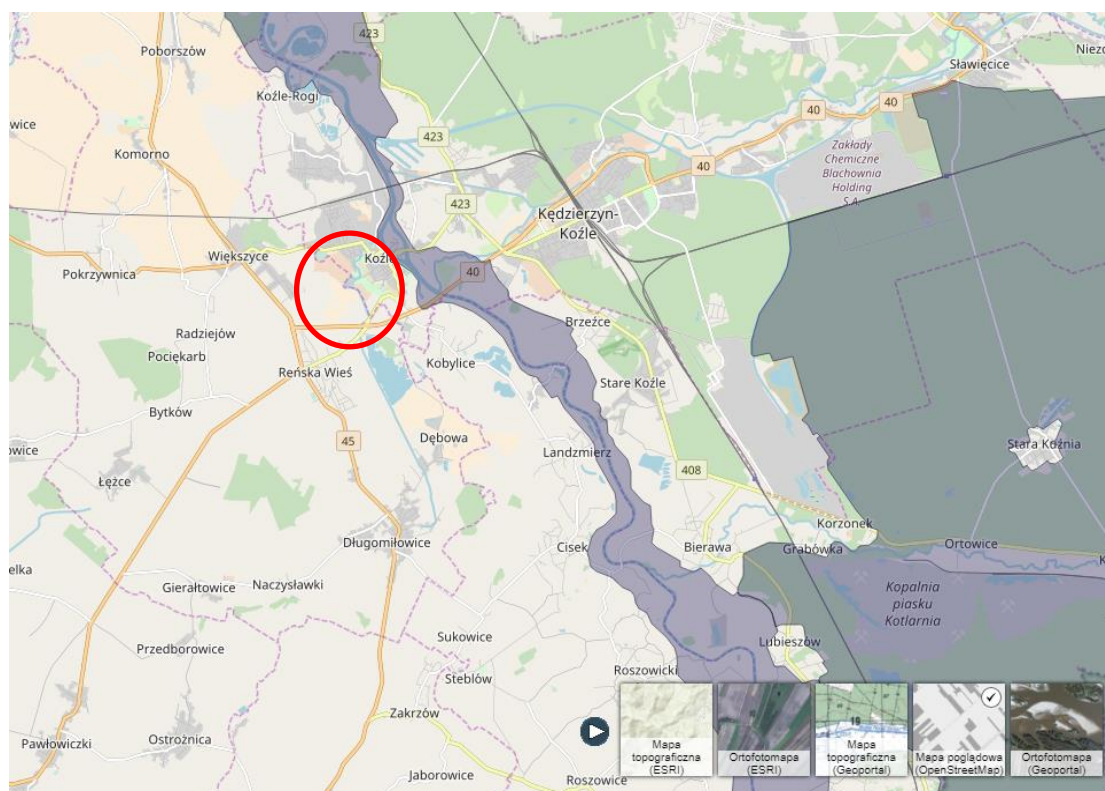 423
Poborszów
Niezd
Sławięcice
Koźle-Rogi
40
40
wice
423
40
Komorno
Zakłady
Chemiczne
Blachownia
Holding
S.A.
40
423
Kędzierzyn-
Koźle
Większyce
Koźle
Pokrzywnica
40
Radziejów
Brzeźce
Pociękarb
Kobylice
Reńska Wieś
Stare Koźle
Bytków
45
Dębowa
Stara Kuźnia
owice
Landzmierz
408
Łężce
Korzonek
Długomiłowice
Cisek
Bierawa
Grabówka
Ortowice
K
elka
Gierałtowice
Naczysławki
Kopalnia
piasku
Kotlarnia
Sukowice
Przedborowice
Lubieszów
Steblów
Roszowicki
Zakrzów
19
Pawłowiczki
Ostrożnica
Mapa
topograficzna
(ESRI)
Ortofotomapa
(ESRI)
Mapa
topograficzna
(Geoportal)
Mapa poglądowa
(OpenStreetMap)
Ortofotomapa
(Geoportal)
Jaborowice
Roszowice